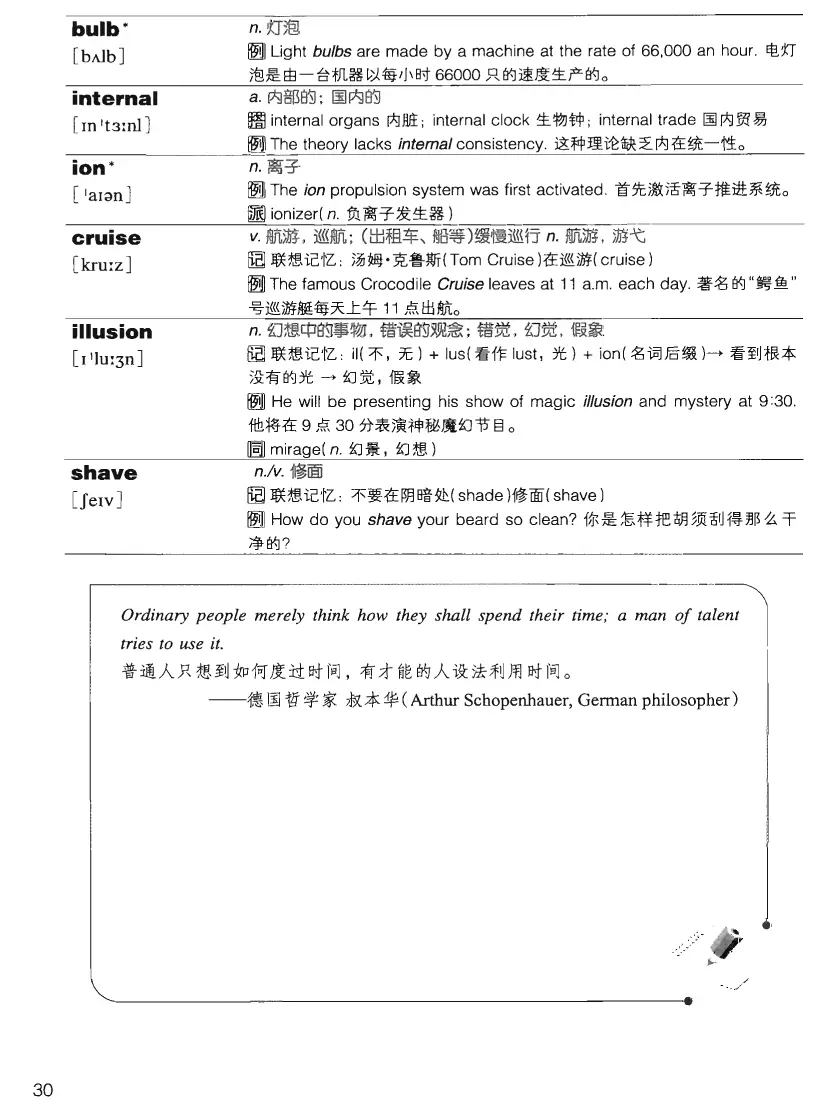 bulb*
n. 灯泡
[bʌlb]
例 Light bulbs are made by a machine at the rate of 66,000 an hour. 电灯
泡是由一台机器以每小时 66000 只的速度生产的。
internal
a. 内部的；国内的
[ɪnˈtɜːnl]
搭 internal organs 内脏；internal clock 生物钟；internal trade 国内贸易
例 The theory lacks internal consistency. 这种理论缺乏内在统一性。
ion*
n. 离子
[ˈaɪən]
例 The ion propulsion system was first activated. 首先激活离子推进系统。
派 ionizer(n. 负离子发生器)
cruise
v. 航游，巡航；(出租车、船等)缓慢巡行 n. 航游，游弋
[kruːz]
记 联想记忆：汤姆·克鲁斯(Tom Cruise)在巡游(cruise)
例 The famous Crocodile Cruise leaves at 11 a.m. each day. 著名的“鳄鱼”
号巡游艇每天上午 11 点出航。
illusion
n. 幻想中的事物，错误的观念；错觉，幻觉，假象
[ɪˈluːʒn]
记 联想记忆：il(不，无) + lus(看作 lust，光) + ion(名词后缀)→ 看到根本
没有的光 → 幻觉，假象
例 He will be presenting his show of magic illusion and mystery at 9:30.
他将在 9 点 30 分表演神秘魔幻节目。
同 mirage(n. 幻景，幻想)
shave
n./v. 修面
[ʃeɪv]
记 联想记忆：不要在阴暗处(shade)修面(shave)
例 How do you shave your beard so clean? 你是怎样把胡须刮得那么干
净的?
Ordinary people merely think how they shall spend their time; a man of talent
tries to use it.
普通人只想到如何度过时间，有才能的人设法利用时间。
——德国哲学家 叔本华(Arthur Schopenhauer, German philosopher)
30